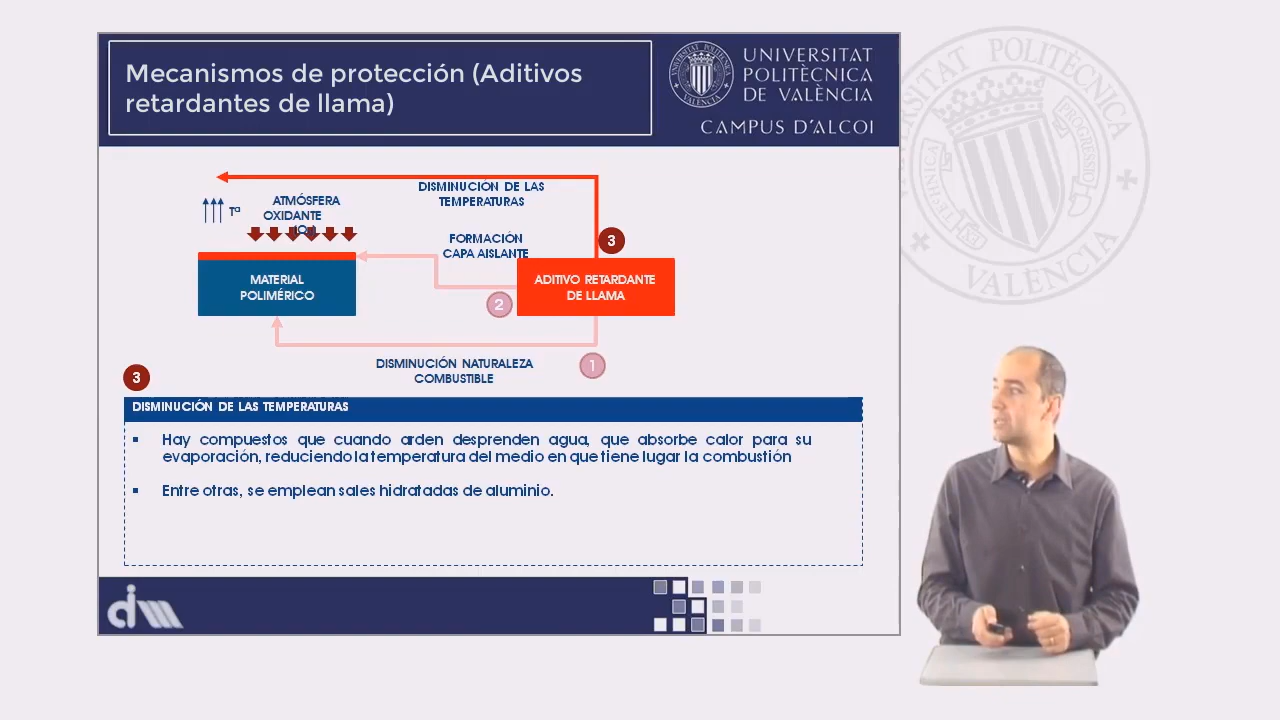 Mecanismos de protección (Aditivos
retardantes de llama)
UNIVERSITAT
POLITÈCNICA
DE VALÈNCIA
CAMPUS D'ALCOI
DISMINUCIÓN DE LAS
TEMPERATURAS
ATMÓSFERA
OXIDANTE
Tª
FORMACIÓN
CAPA AISLANTE
3
MATERIAL
POLIMÉRICO
ADITIVO RETARDANTE
DE LLAMA
2
1
DISMINUCIÓN NATURALEZA
COMBUSTIBLE
3
DISMINUCIÓN DE LAS TEMPERATURAS
▪ Hay compuestos que cuando arden desprenden agua, que absorbe calor para su
evaporación, reduciendo la temperatura del medio en que tiene lugar la combustión
▪ Entre otras, se emplean sales hidratadas de aluminio.
dim
POLITÈCNICA
VALÈNCIA